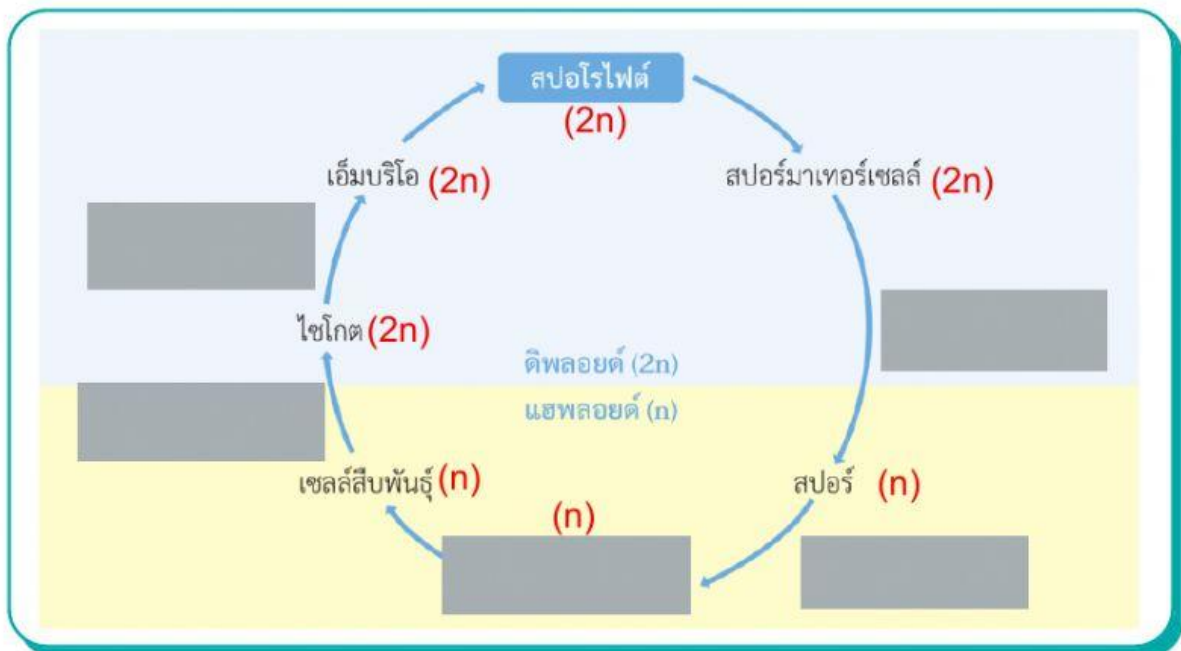 สปอโรไฟต์
(2n)
เอ็มบริโอ (2n)
สปอร์มาเทอร์เซลล์ (2n)
ไซโกต (2n)
ดิพลอยด์ (2n)
แฮพลอยด์ (n)
เซลล์สืบพันธุ์ (n)
สปอร์ (n)
(n)